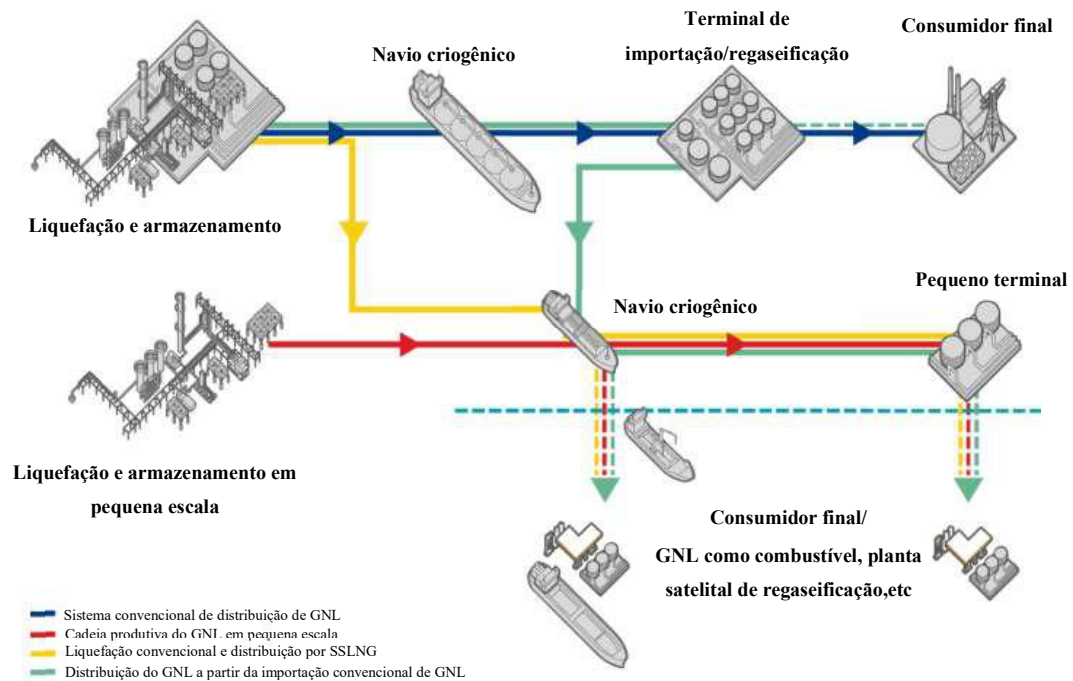 Terminal de
importação/regaseificação
Consumidor final
Navio criogênico
Liquefação e armazenamento
Navio criogênico
Pequeno terminal
Liquefação e armazenamento em
pequena escala
Consumidor final/
GNL como combustível, planta
satelital de regaseificação,etc
Sistema convencional de distribuição de GNL
Cadeia produtiva do GNL em pequena escala
Liquefação convencional e distribuição por SSLNG
Distribuição do GNL a partir da importação convencional de GNL